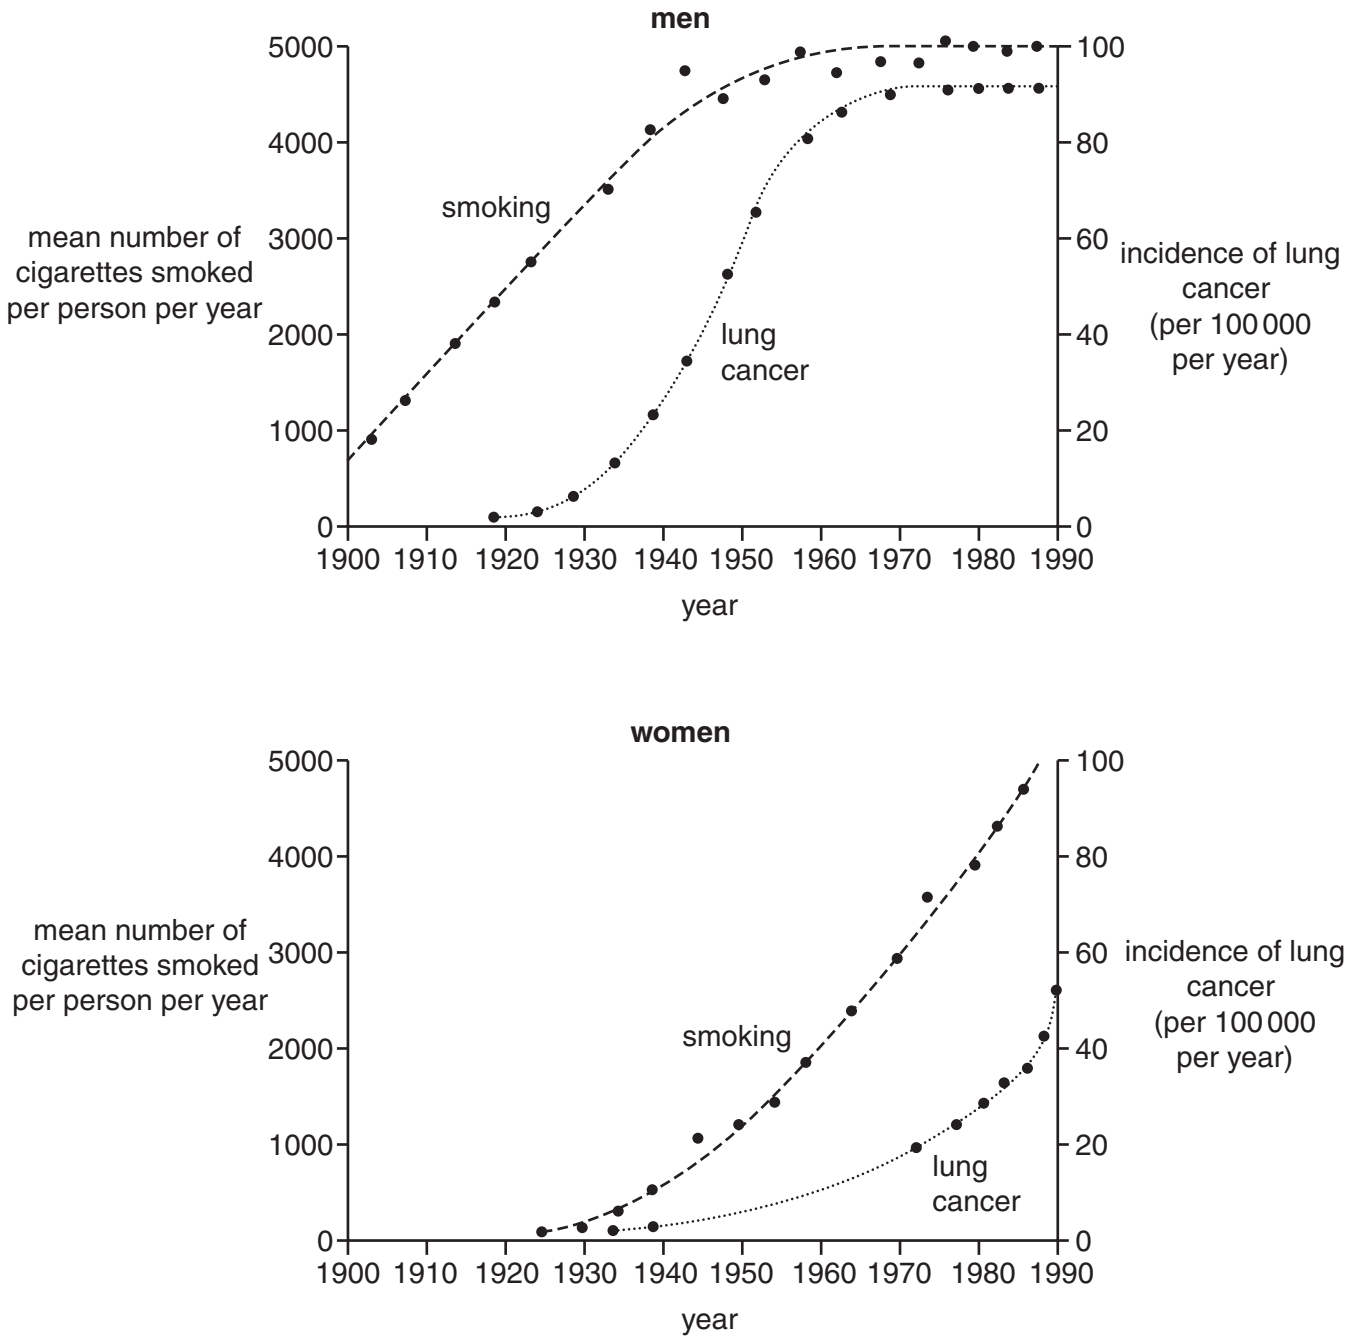 men
5000
4000
3000
2000
1000
0
mean number of
cigarettes smoked
per person per year
smoking
lung
cancer
100
80
60
40
20
0
incidence of lung
cancer
(per 100 000
per year)
1900 1910 1920 1930 1940 1950 1960 1970 1980 1990
year
women
5000
4000
3000
2000
1000
0
mean number of
cigarettes smoked
per person per year
smoking
lung
cancer
100
80
60
40
20
0
incidence of lung
cancer
(per 100 000
per year)
1900 1910 1920 1930 1940 1950 1960 1970 1980 1990
year